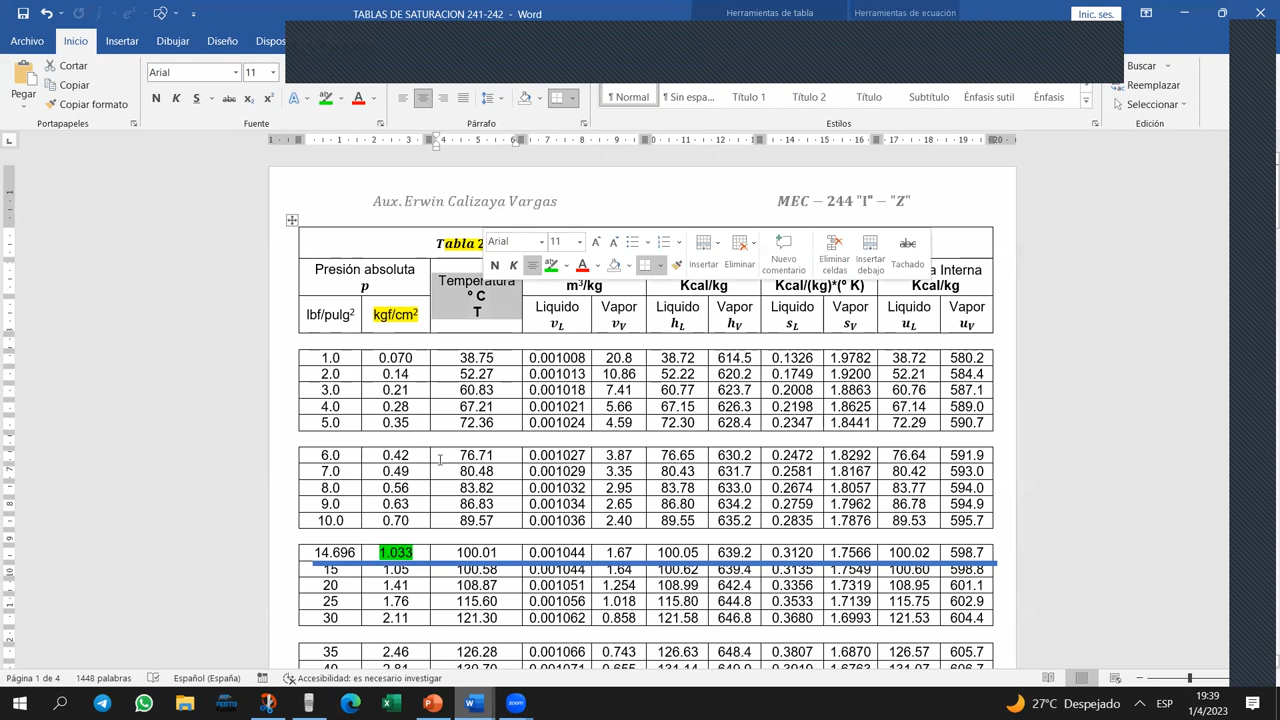 TABLAS DE SATURACION 241-242 - Word
Herramientas de tabla
Herramientas de ecuación
Inic. ses.
Archivo Inicio Insertar Dibujar Diseño Dispos
Pegar
Cortar
Copiar
Copiar formato
Arial 11
N K S abc x₂ x²
¶ Normal
¶ Sin espa...
Título 1
Título 2
Título
Subtítulo
Énfasis sutil
Énfasis
Buscar
Reemplazar
Seleccionar
Portapapeles Fuente Párrafo Estilos Edición
Aux. Erwin Calizaya Vargas MEC – 244 "I" – "Z"
Tabla 2
Arial 11
N K
Insertar
Eliminar
Nuevo comentario
Eliminar celdas
Insertar debajo
Tachado
Presión absoluta
p
Temperatura
° C
T
m³/kg
Kcal/kg
Kcal/(kg)*(° K)
a Interna
Kcal/kg
lbf/pulg² kgf/cm² Liquido Vapor Liquido Vapor Liquido Vapor Liquido Vapor
v_L v_V h_L h_V s_L s_V u_L u_V
1.0 0.070 38.75 0.001008 20.8 38.72 614.5 0.1326 1.9782 38.72 580.2
2.0 0.14 52.27 0.001013 10.86 52.22 620.2 0.1749 1.9200 52.21 584.4
3.0 0.21 60.83 0.001018 7.41 60.77 623.7 0.2008 1.8863 60.76 587.1
4.0 0.28 67.21 0.001021 5.66 67.15 626.3 0.2198 1.8625 67.14 589.0
5.0 0.35 72.36 0.001024 4.59 72.30 628.4 0.2347 1.8441 72.29 590.7
6.0 0.42 76.71 0.001027 3.87 76.65 630.2 0.2472 1.8292 76.64 591.9
7.0 0.49 80.48 0.001029 3.35 80.43 631.7 0.2581 1.8167 80.42 593.0
8.0 0.56 83.82 0.001032 2.95 83.78 633.0 0.2674 1.8057 83.77 594.0
9.0 0.63 86.83 0.001034 2.65 86.80 634.2 0.2759 1.7962 86.78 594.9
10.0 0.70 89.57 0.001036 2.40 89.55 635.2 0.2835 1.7876 89.53 595.7
14.696 1.033 100.01 0.001044 1.67 100.05 639.2 0.3120 1.7566 100.02 598.7
15 1.05 100.58 0.001044 1.64 100.62 639.4 0.3135 1.7549 100.60 598.8
20 1.41 108.87 0.001051 1.254 108.99 642.4 0.3356 1.7319 108.95 601.1
25 1.76 115.60 0.001056 1.018 115.80 644.8 0.3533 1.7139 115.75 602.9
30 2.11 121.30 0.001062 0.858 121.58 646.8 0.3680 1.6993 121.53 604.4
35 2.46 126.28 0.001066 0.743 126.63 648.4 0.3807 1.6870 126.57 605.7
Página 1 de 4 1448 palabras Español (España) Accesibilidad: es necesario investigar
FESTO
27°C Despejado
ESP
19:39
1/4/2023